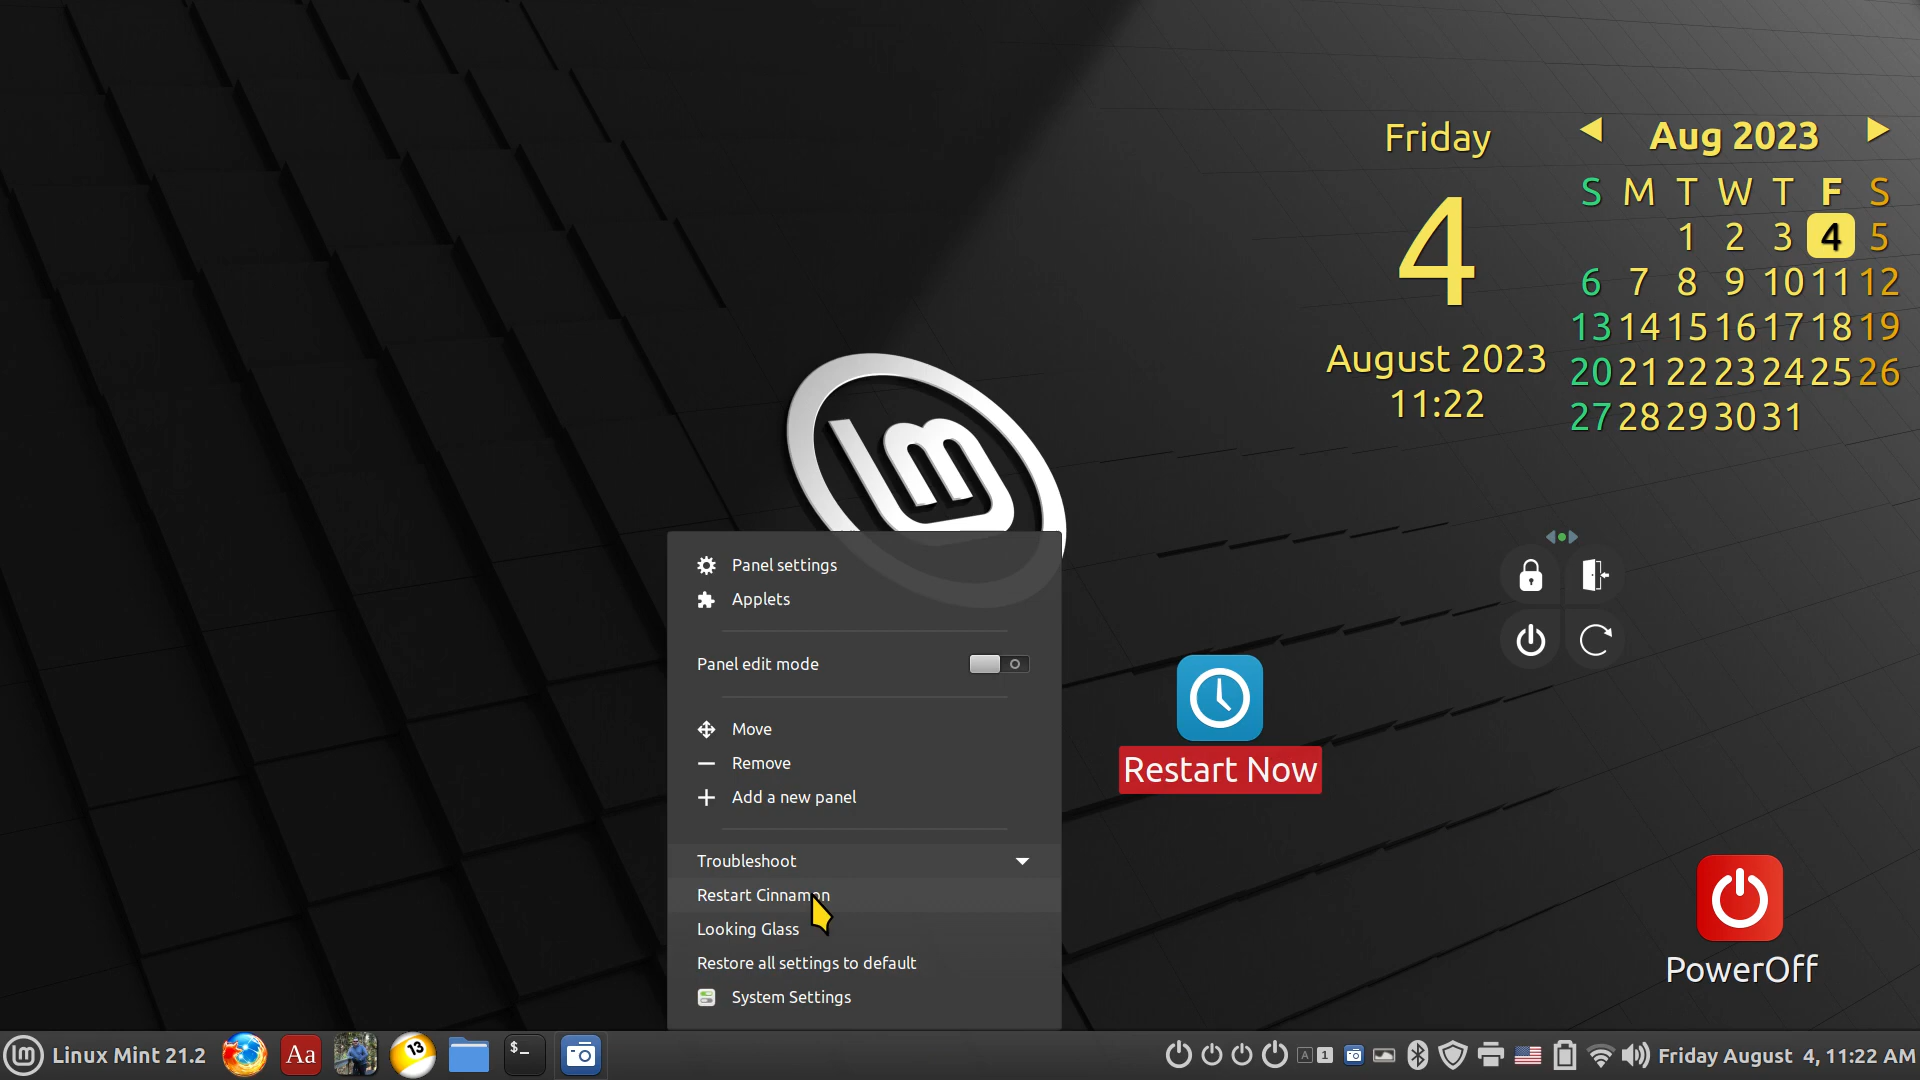 Friday
4
August 2023
11:22
Aug 2023
S M T W T F S
1 2 3 4 5
6 7 8 9 10 11 12
13 14 15 16 17 18 19
20 21 22 23 24 25 26
27 28 29 30 31
Panel settings
Applets
Panel edit mode
Move
Remove
Add a new panel
Troubleshoot
Restart Cinnamon
Looking Glass
Restore all settings to default
System Settings
Restart Now
PowerOff
Linux Mint 21.2
Aa
13
$_
A
1
Friday August 4, 11:22 AM